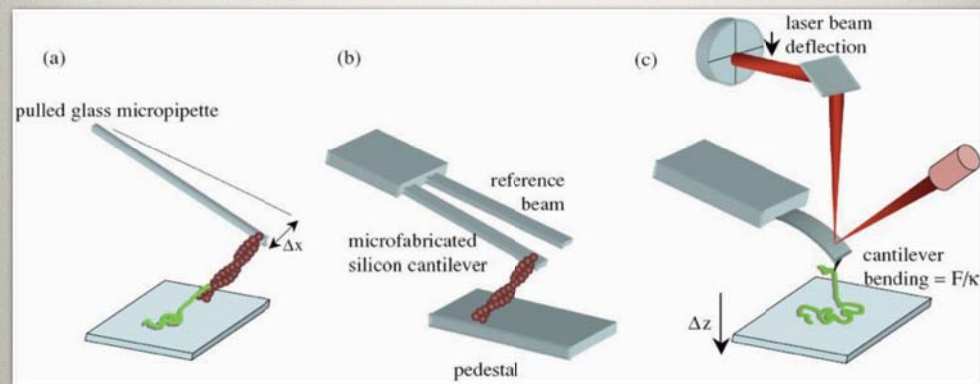 (a)
pulled glass micropipette
Δx
(b)
reference
beam
microfabricated
silicon cantilever
pedestal
(c)
laser beam
deflection
cantilever
bending = F/κ
Δz